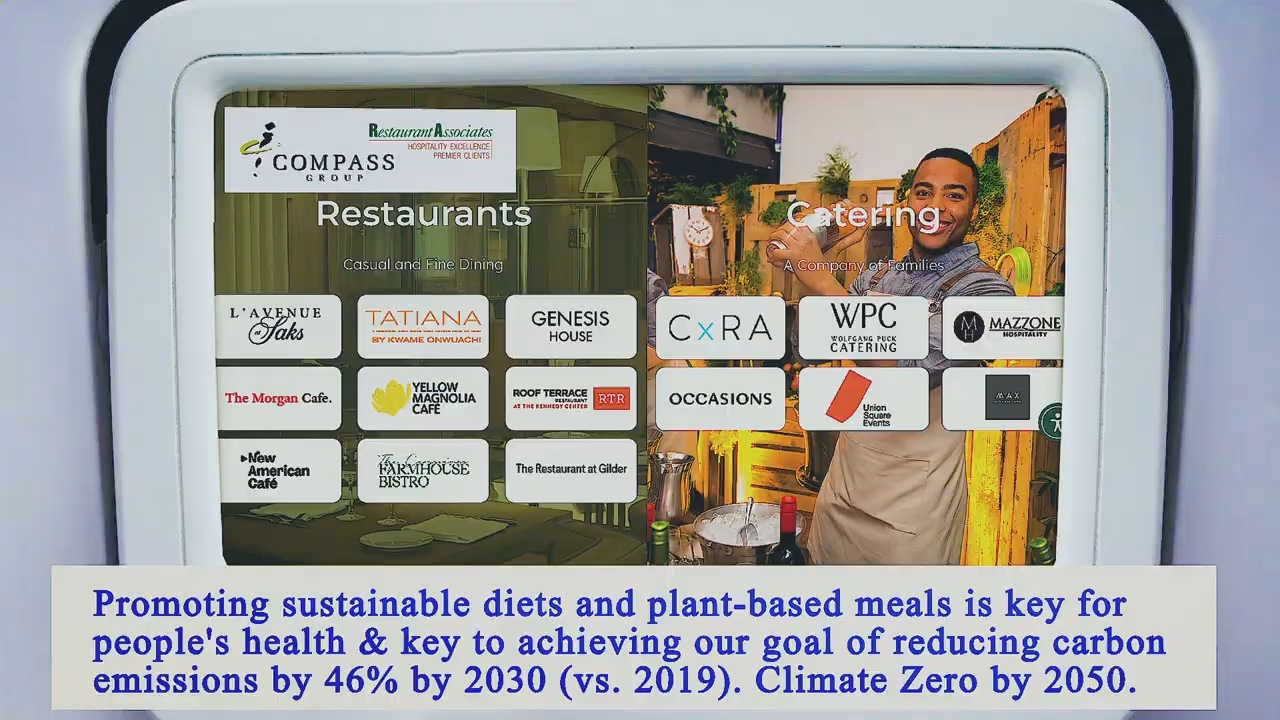 COMPASS
GROUP
Restaurant Associates
HOSPITALITY EXCELLENCE
PREMIER CLIENTS
Restaurants
Casual and Fine Dining
L'AVENUE
at
Saks
TATIANA
BY KWAME ONWUACHI
GENESIS
HOUSE
The Morgan Cafe.
YELLOW
MAGNOLIA
CAFÉ
ROOF TERRACE
RESTAURANT
AT THE KENNEDY CENTER
RTR
New
American
Café
FARMHOUSE
BISTRO
The Restaurant at Gilder
Catering
A Company of Families
CxRA
WPC
WOLFGANG PUCK
CATERING
MH
MAZZONE
HOSPITALITY
OCCASIONS
Union
Square
Events
MAX
Promoting sustainable diets and plant-based meals is key for
people's health & key to achieving our goal of reducing carbon
emissions by 46% by 2030 (vs. 2019). Climate Zero by 2050.